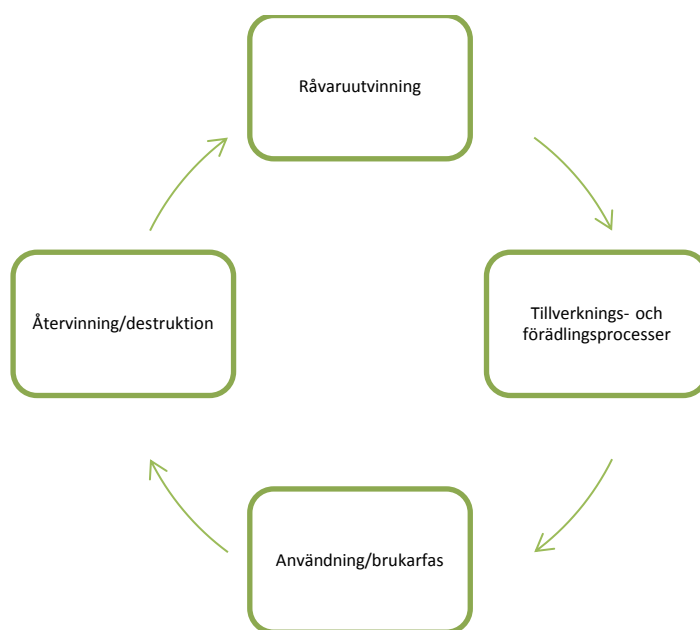 Råvaruutvinning
Tillverknings- och
förädlingsprocesser
Användning/brukarfas
Återvinning/destruktion